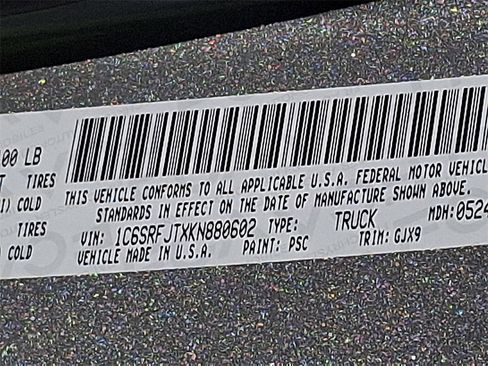 00 LB
TIRES
THIS VEHICLE CONFORMS TO ALL APPLICABLE U.S.A. FEDERAL MOTOR VEHICL
COLD
STANDARDS IN EFFECT ON THE DATE OF MANUFACTURE SHOWN ABOVE.
TIRES
VIN: 1C6SRFJTXKN880602 TYPE: TRUCK MDH:0524
COLD
VEHICLE MADE IN U.S.A. PAINT: PSC TRIM: GJX9